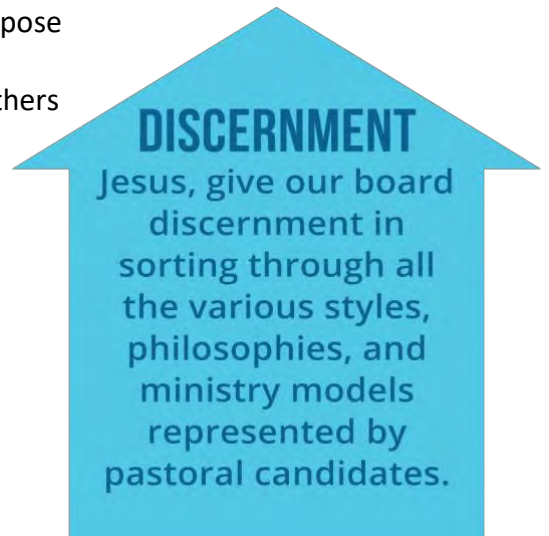 pose
thers
DISCERNMENT
Jesus, give our board
discernment in
sorting through all
the various styles,
philosophies, and
ministry models
represented by
pastoral candidates.